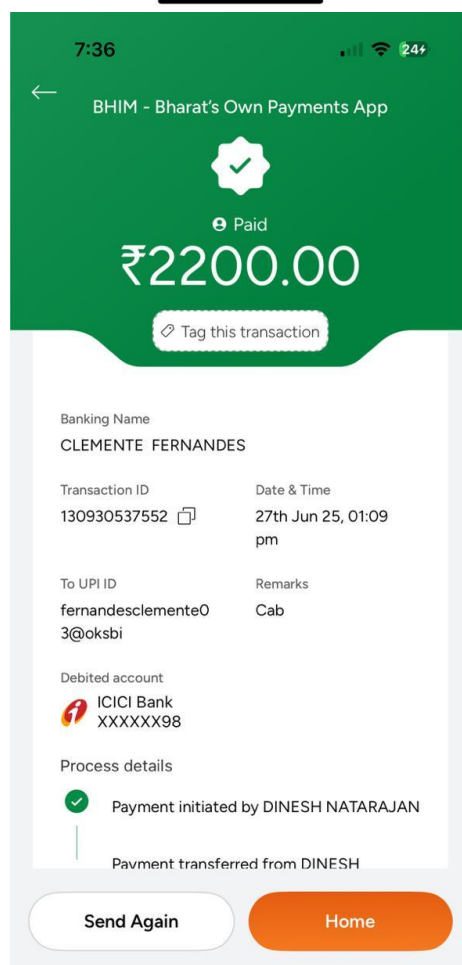 7:36
24
BHIM - Bharat's Own Payments App
Paid
₹2200.00
Tag this transaction
Banking Name
CLEMENTE FERNANDES
Transaction ID
Date & Time
130930537552
27th Jun 25, 01:09
pm
To UPI ID
Remarks
fernandesclemente0
Cab
3@oksbi
Debited account
ICICI Bank
XXXXXX98
Process details
Payment initiated by DINESH NATARAJAN
Payment transferred from DINESH
Send Again
Home